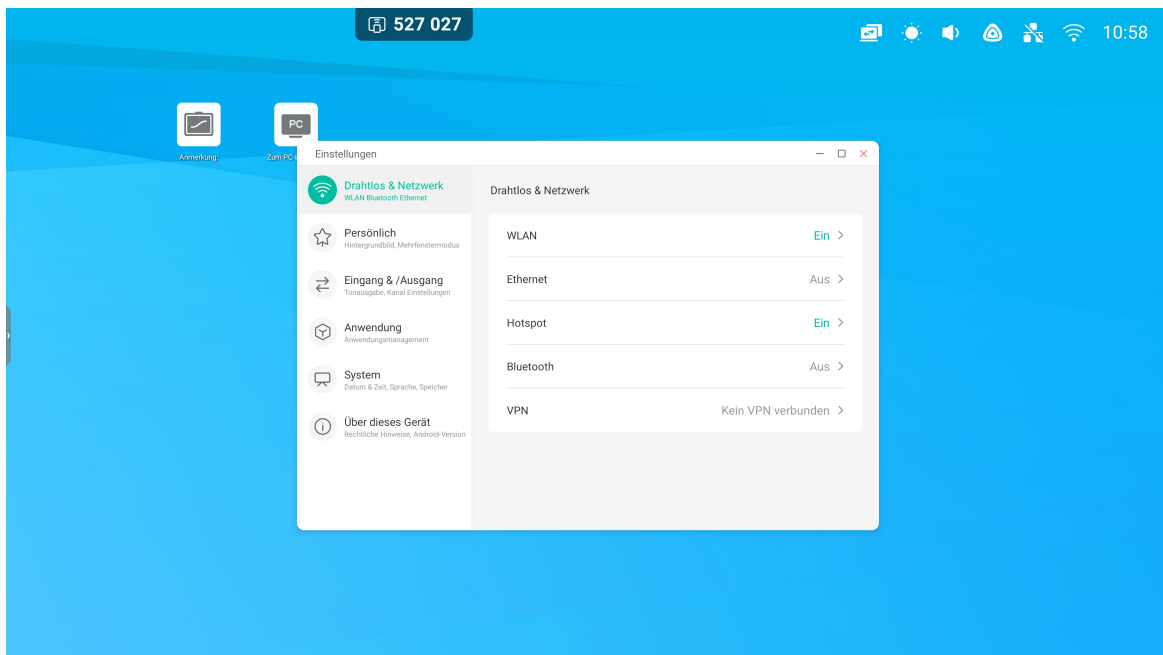 527 027
10:58
PC
Anmerkung:
Zum PC
Einstellungen
Drahtlos & Netzwerk
WLAN Bluetooth Ethernet
Persönlich
Hintergrundbild, Mehrfenstermodus
Eingang & /Ausgang
Tonausgabe, Kanal Einstellungen
Anwendung
Anwendungsmanagement
System
Datum & Zeit, Sprache, Speicher
Über dieses Gerät
Rechtliche Hinweise, Android-Version
Drahtlos & Netzwerk
WLAN Ein
Ethernet Aus
Hotspot Ein
Bluetooth Aus
VPN Kein VPN verbunden